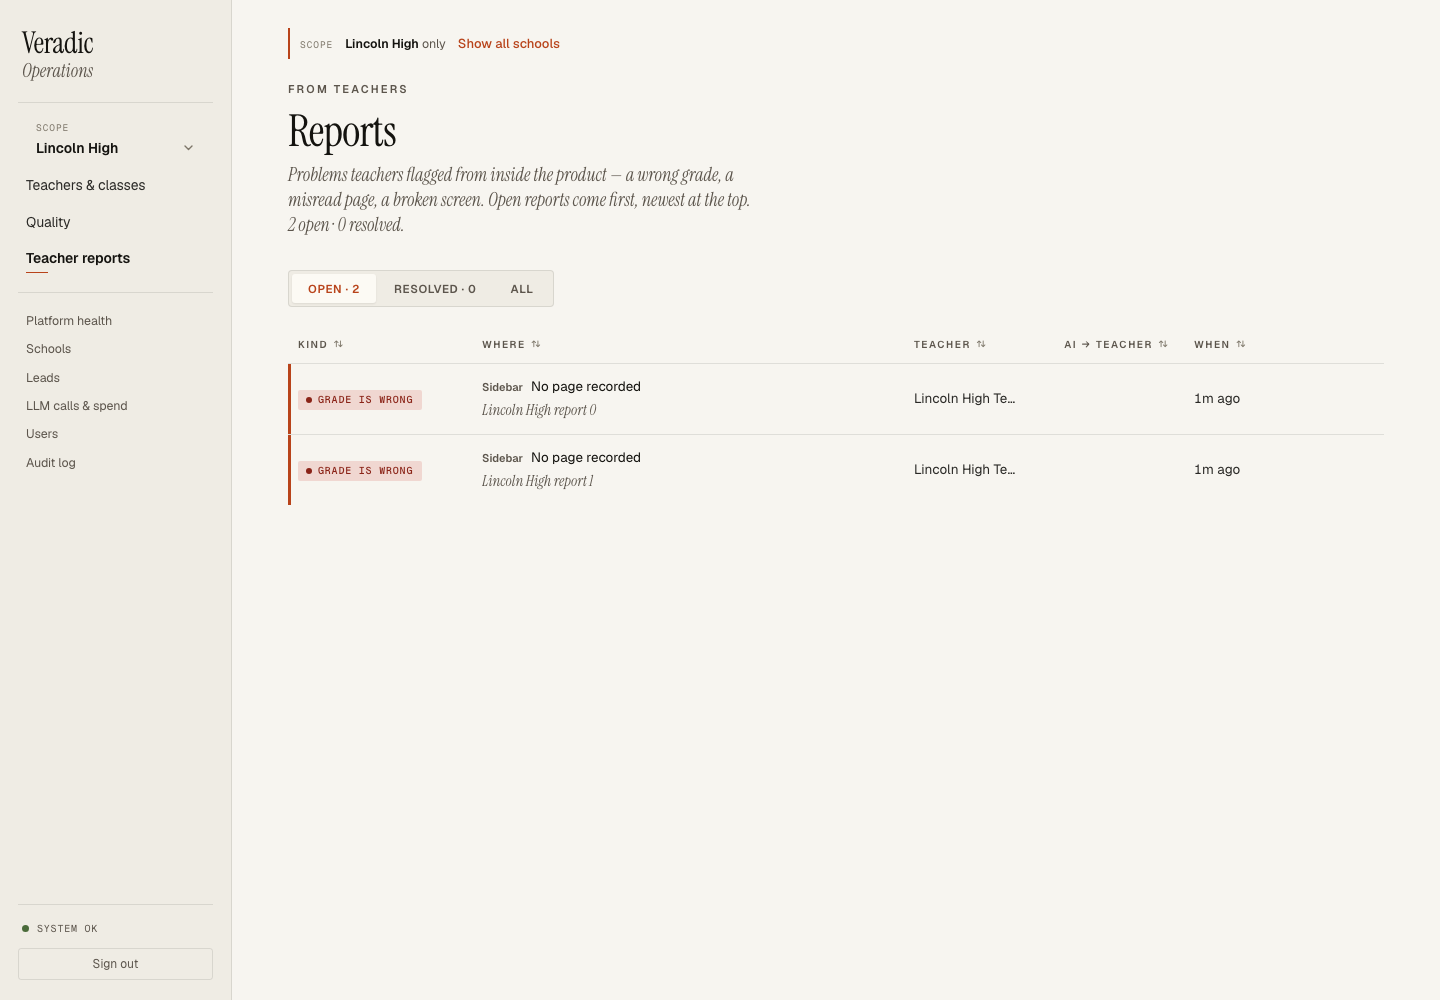 Veradic
Operations
SCOPE
Lincoln High
Teachers & classes
Quality
Teacher reports
Platform health
Schools
Leads
LLM calls & spend
Users
Audit log
SYSTEM OK
Sign out
SCOPE Lincoln High only Show all schools
FROM TEACHERS
Reports
Problems teachers flagged from inside the product — a wrong grade, a
misread page, a broken screen. Open reports come first, newest at the top.
2 open · 0 resolved.
OPEN · 2 RESOLVED · 0 ALL
KIND WHERE TEACHER AI → TEACHER WHEN
GRADE IS WRONG Sidebar No page recorded Lincoln High Te… 1m ago
Lincoln High report 0
GRADE IS WRONG Sidebar No page recorded Lincoln High Te… 1m ago
Lincoln High report 1